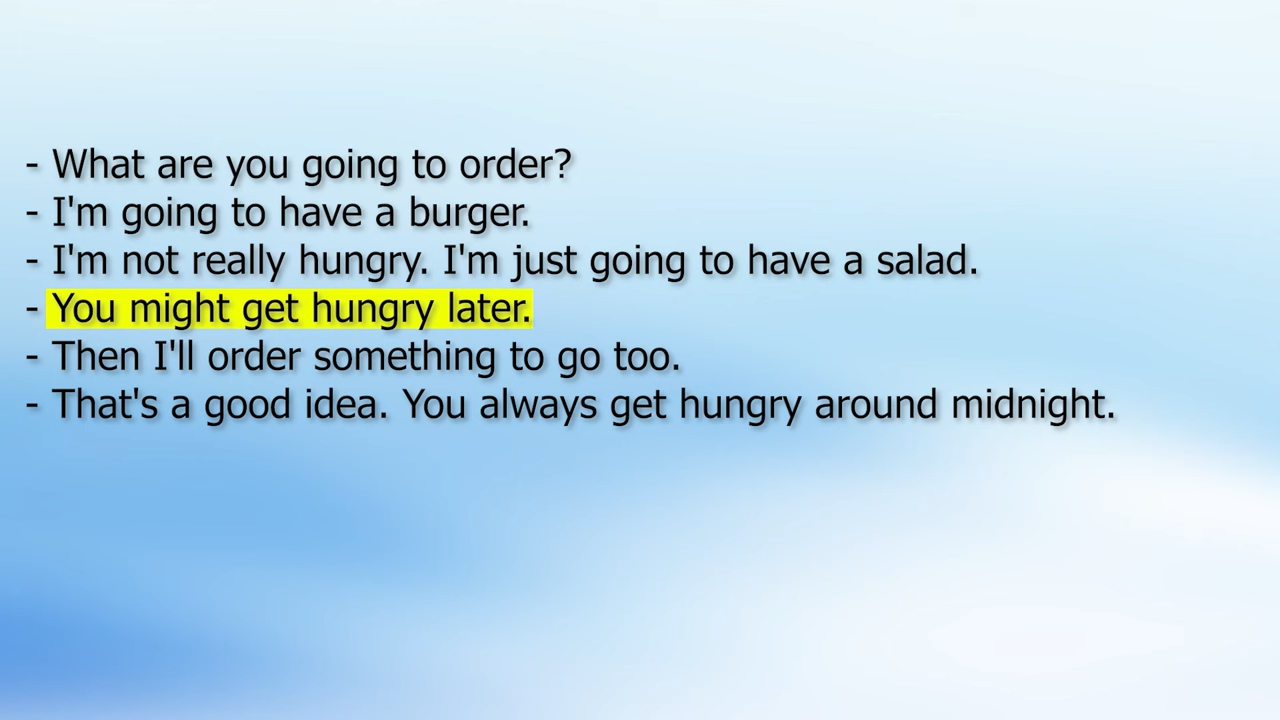 - What are you going to order?
- I'm going to have a burger.
- I'm not really hungry. I'm just going to have a salad.
- You might get hungry later.
- Then I'll order something to go too.
- That's a good idea. You always get hungry around midnight.